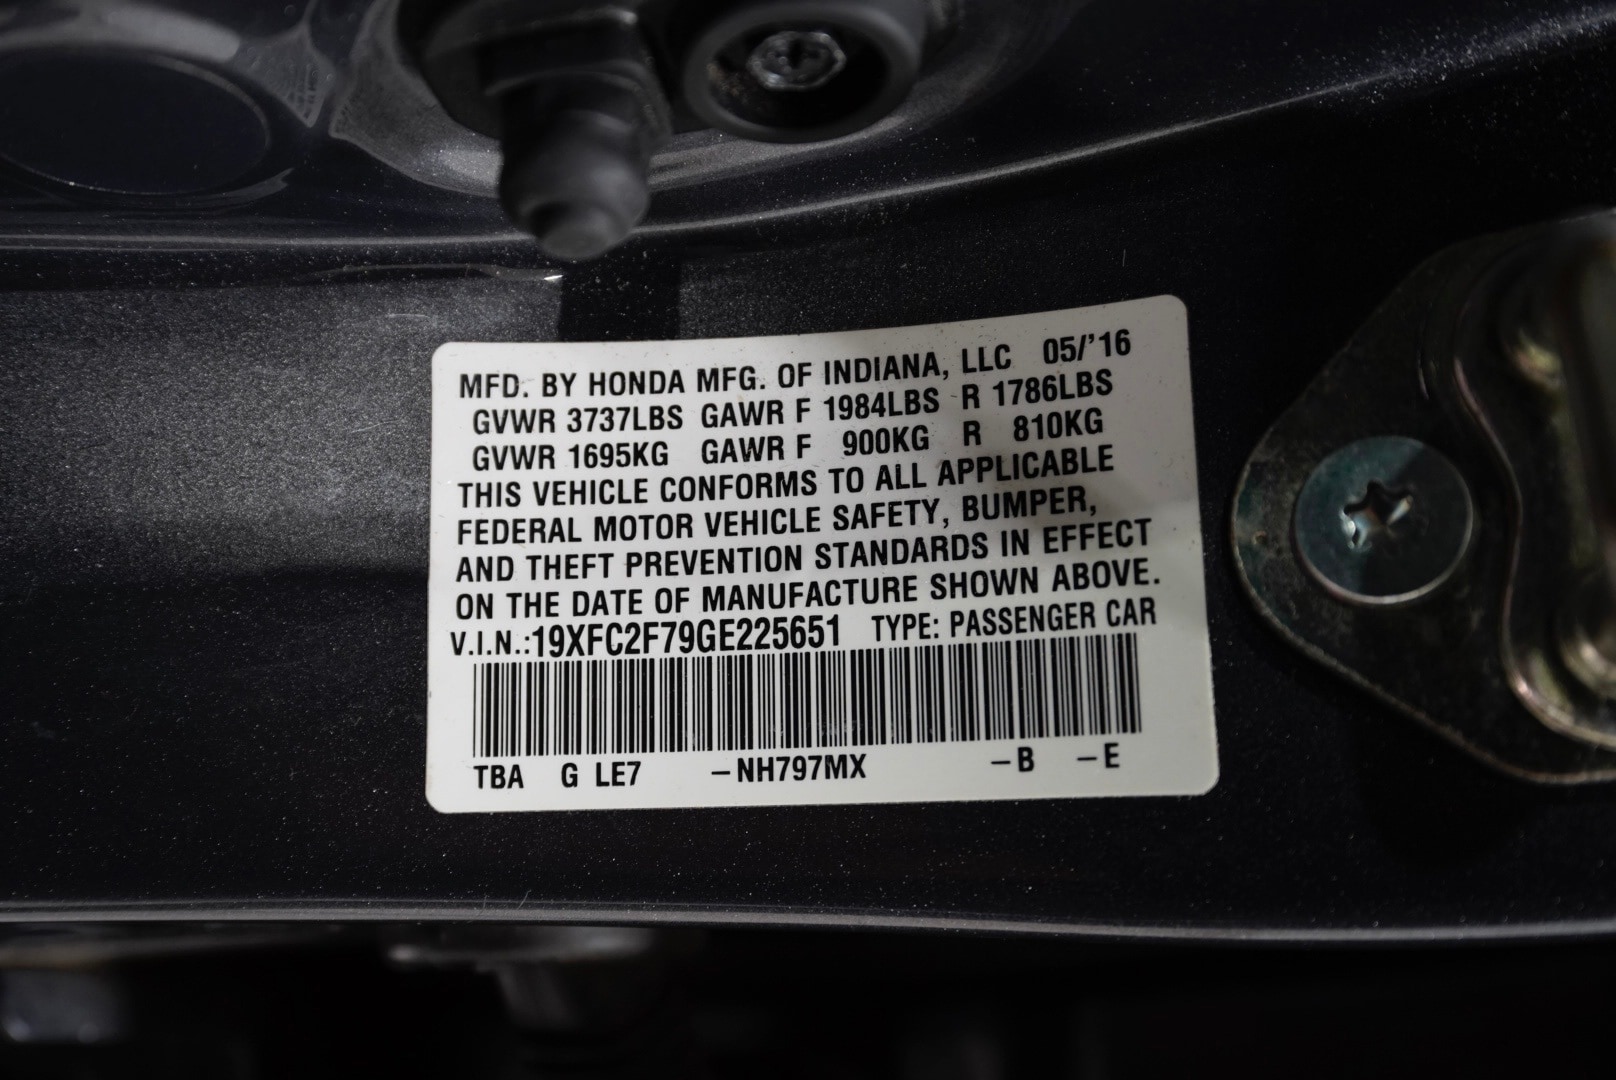 MFD. BY HONDA MFG. OF INDIANA, LLC 05/'16
GVWR 3737LBS GAWR F 1984LBS R 1786LBS
GVWR 1695KG GAWR F 900KG R 810KG
THIS VEHICLE CONFORMS TO ALL APPLICABLE
FEDERAL MOTOR VEHICLE SAFETY, BUMPER,
AND THEFT PREVENTION STANDARDS IN EFFECT
ON THE DATE OF MANUFACTURE SHOWN ABOVE.
V.I.N.:19XFC2F79GE225651 TYPE: PASSENGER CAR
TBA G LE7 –NH797MX –B –E